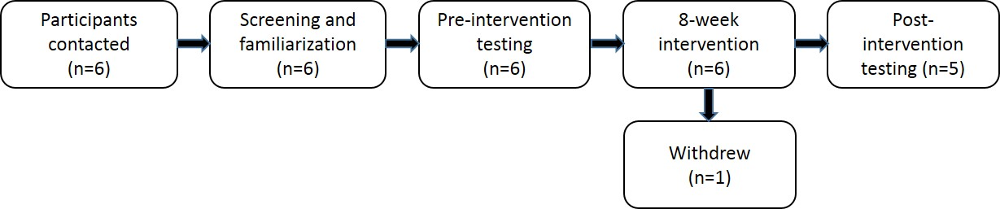 Participants
contacted
(n=6)
Screening and
familiarization
(n=6)
Pre-intervention
testing
(n=6)
8-week
intervention
(n=6)
Post-
intervention
testing (n=5)
Withdrew
(n=1)